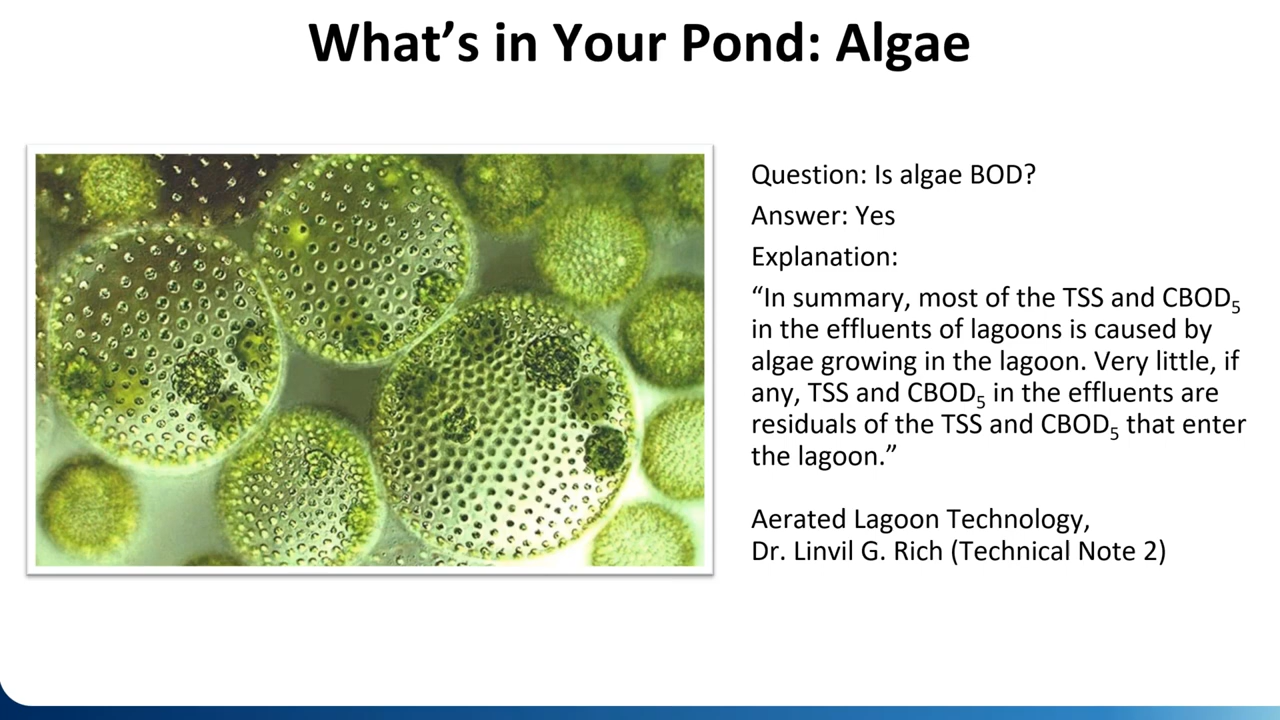 What’s in Your Pond: Algae
Question: Is algae BOD?
Answer: Yes
Explanation:
“In summary, most of the TSS and CBOD₅
in the effluents of lagoons is caused by
algae growing in the lagoon. Very little, if
any, TSS and CBOD₅ in the effluents are
residuals of the TSS and CBOD₅ that enter
the lagoon.”
Aerated Lagoon Technology,
Dr. Linvil G. Rich (Technical Note 2)